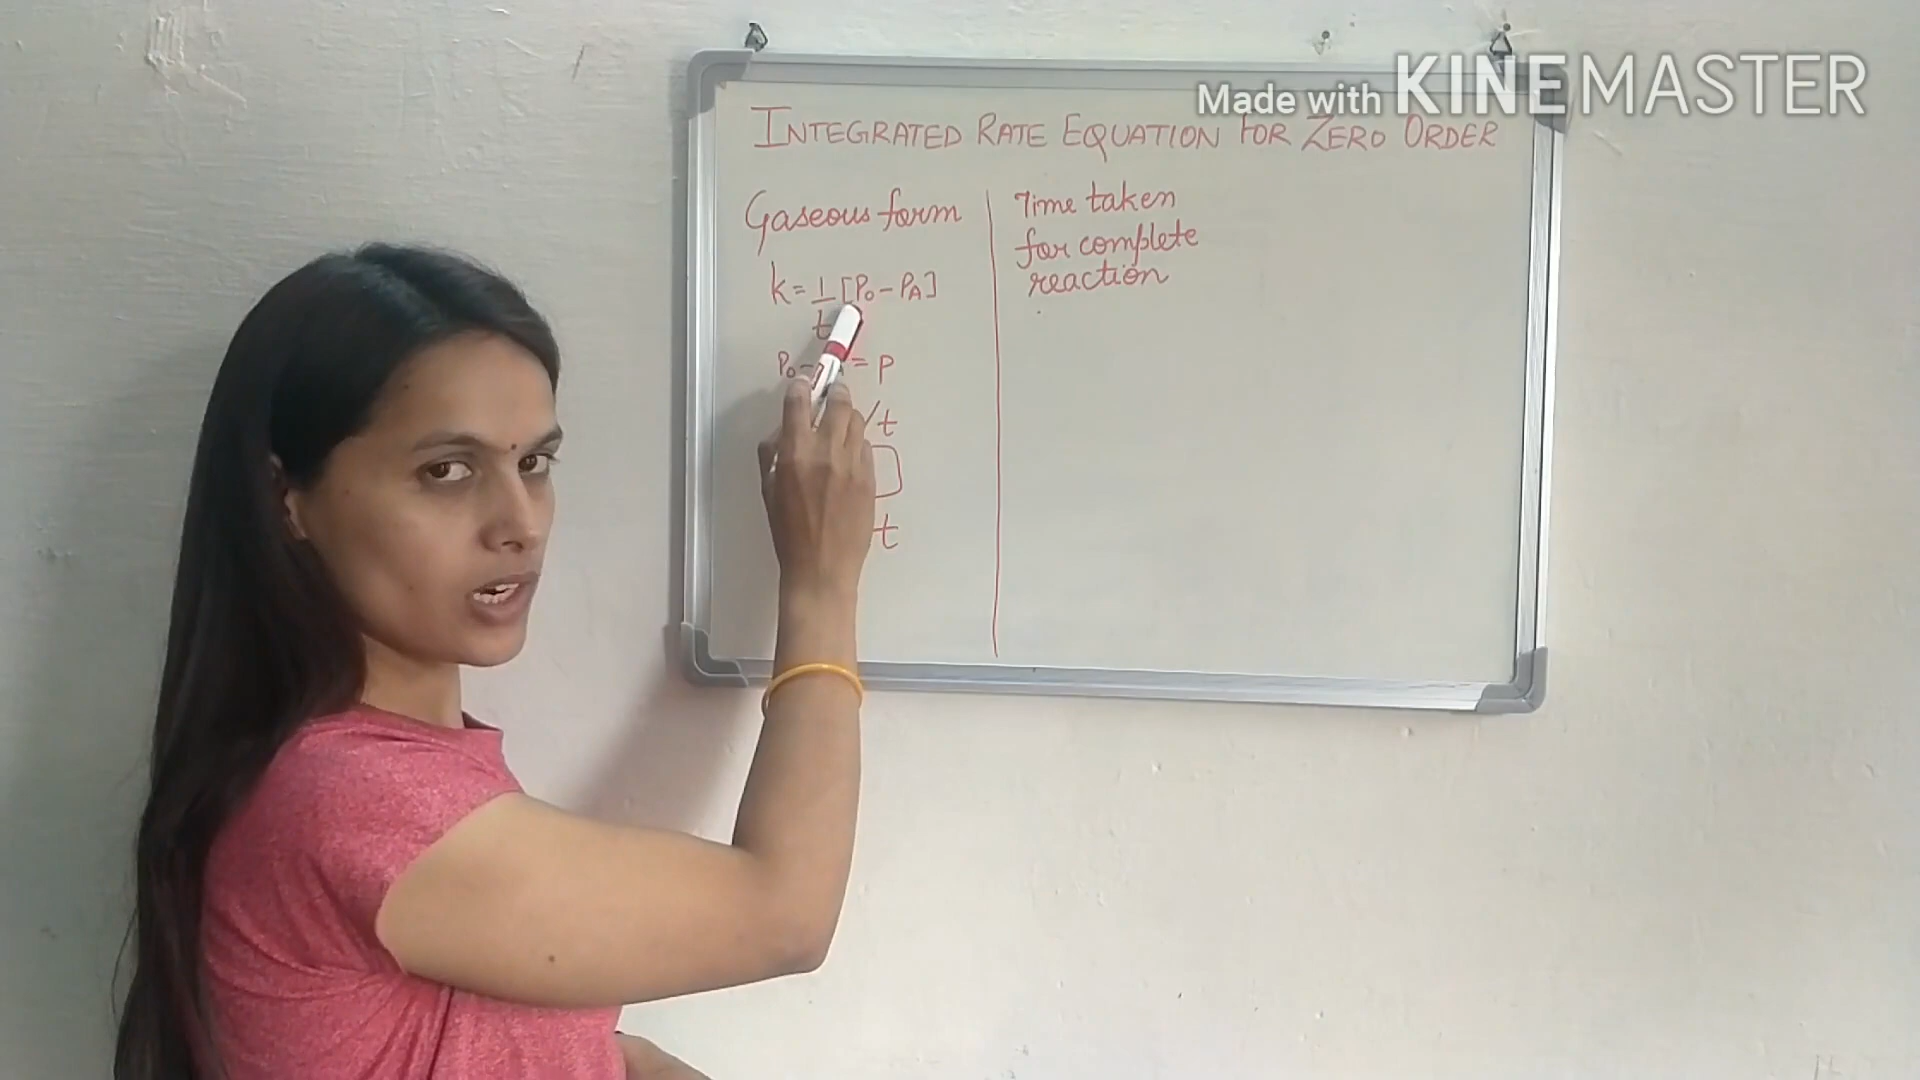 Made with KINEMASTER
INTEGRATED RATE EQUATION FOR ZERO ORDER
Gaseous form
k = 1/t [P₀ - P_A]
P₀ - = P
/t
t
Time taken
for complete
reaction